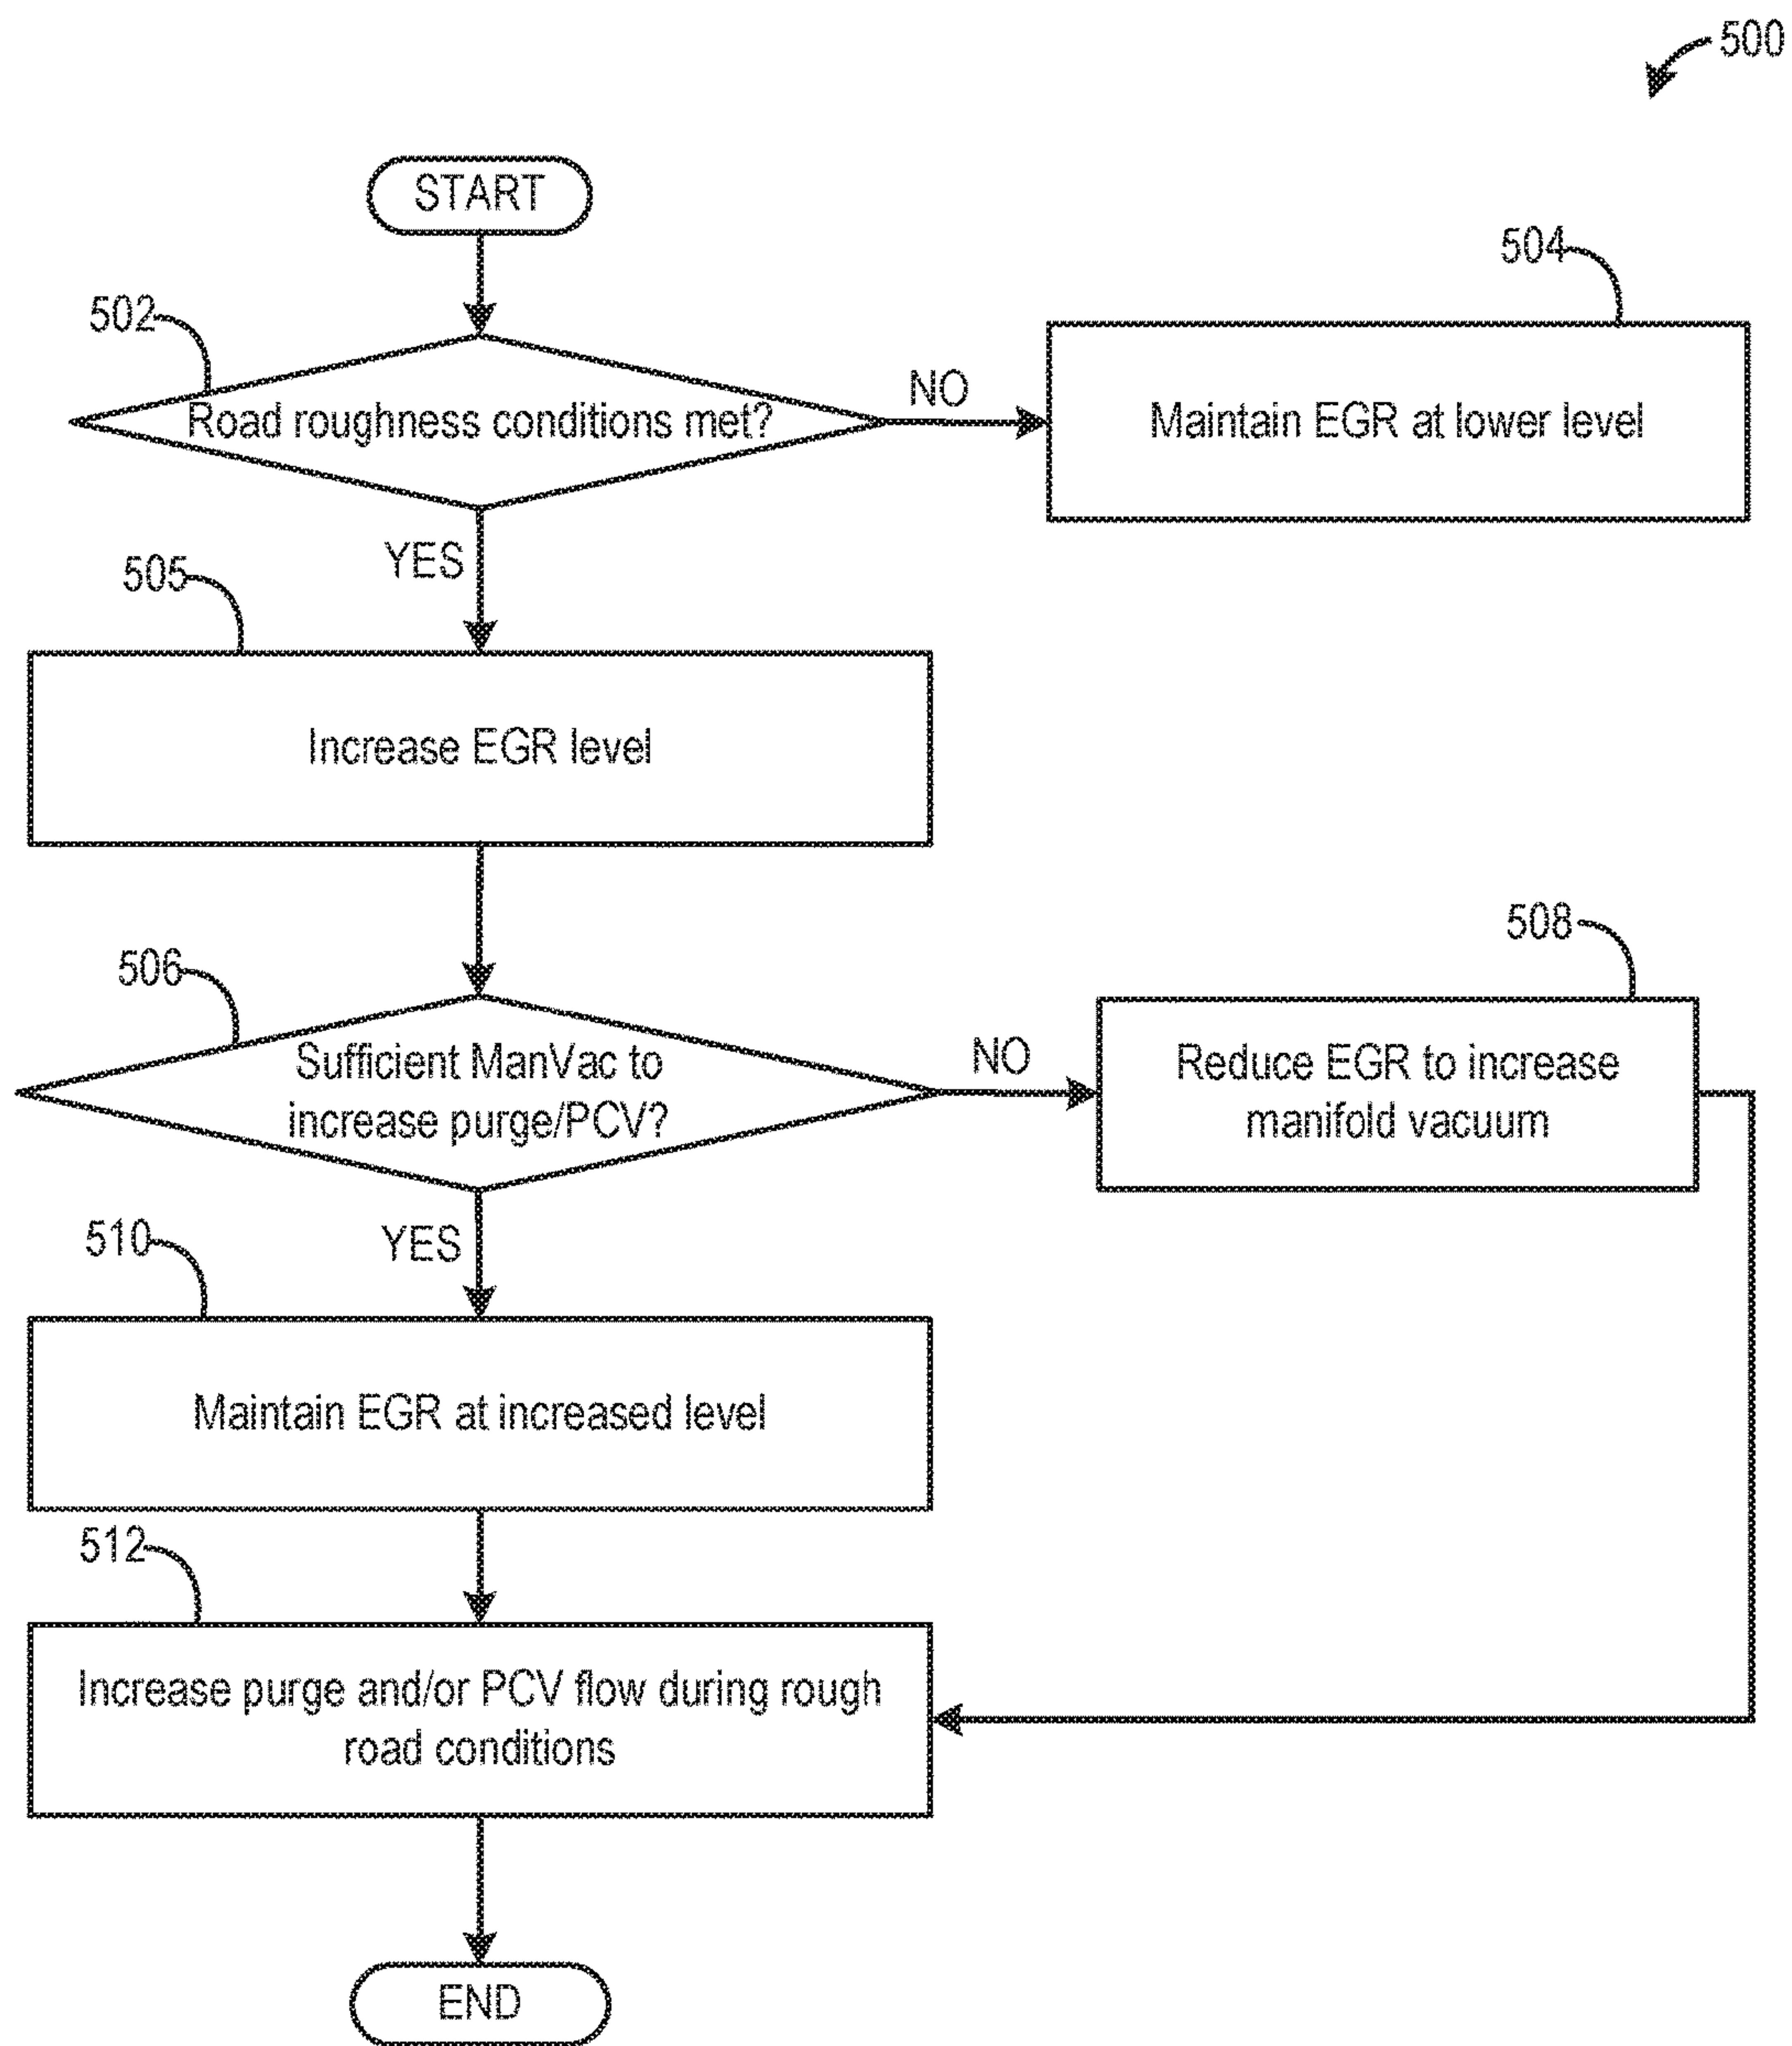 500
START
504
502
Road roughness conditions met?
NO
Maintain EGR at lower level
YES
505
Increase EGR level
508
506
Sufficient ManVac to
increase purge/PCV?
NO
Reduce EGR to increase
manifold vacuum
YES
510
Maintain EGR at increased level
512
Increase purge and/or PCV flow during rough
road conditions
END